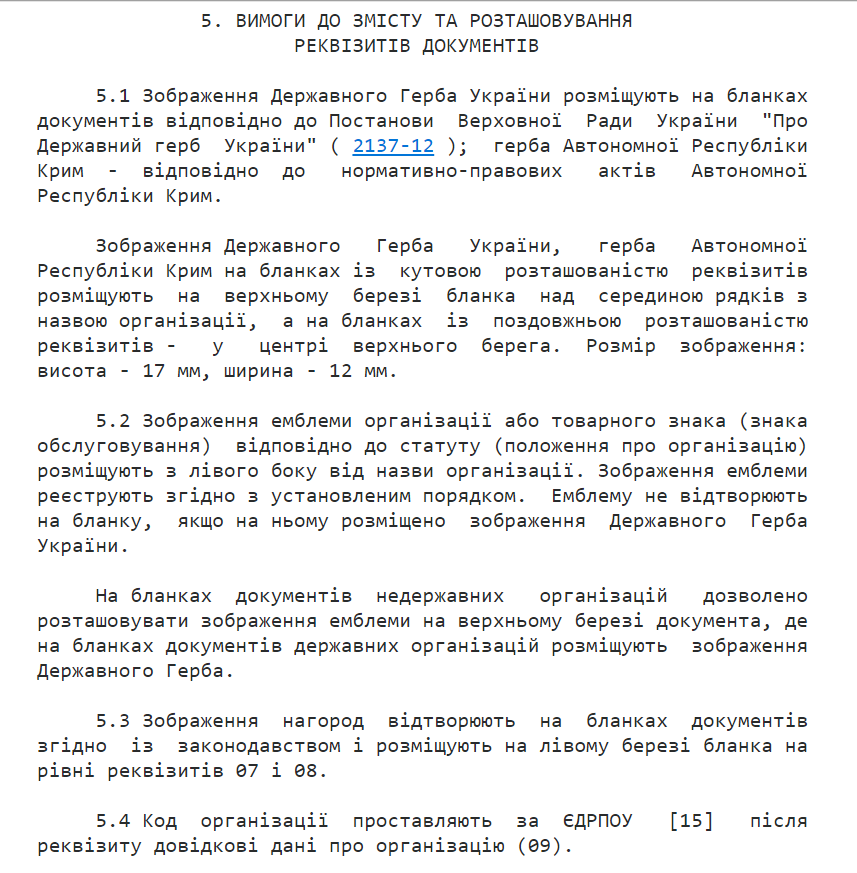 5. ВИМОГИ ДО ЗМІСТУ ТА РОЗТАШОВУВАННЯ
РЕКВІЗИТІВ ДОКУМЕНТІВ
5.1 Зображення Державного Герба України розміщують на бланках
документів відповідно до Постанови Верховної Ради України "Про
Державний герб України" ( 2137-12 ); герба Автономної Республіки
Крим - відповідно до нормативно-правових актів Автономної
Республіки Крим.
Зображення Державного Герба України, герба Автономної
Республіки Крим на бланках із кутовою розташованістю реквізитів
розміщують на верхньому березі бланка над серединою рядків з
назвою організації, а на бланках із поздовжньою розташованістю
реквізитів - у центрі верхнього берега. Розмір зображення:
висота - 17 мм, ширина - 12 мм.
5.2 Зображення емблеми організації або товарного знака (знака
обслуговування) відповідно до статуту (положення про організацію)
розміщують з лівого боку від назви організації. Зображення емблеми
реєструють згідно з установленим порядком. Емблему не відтворюють
на бланку, якщо на ньому розміщено зображення Державного Герба
України.
На бланках документів недержавних організацій дозволено
розташовувати зображення емблеми на верхньому березі документа, де
на бланках документів державних організацій розміщують зображення
Державного Герба.
5.3 Зображення нагород відтворюють на бланках документів
згідно із законодавством і розміщують на лівому березі бланка на
рівні реквізитів 07 і 08.
5.4 Код організації проставляють за ЄДРПОУ [15] після
реквізиту довідкові дані про організацію (09).